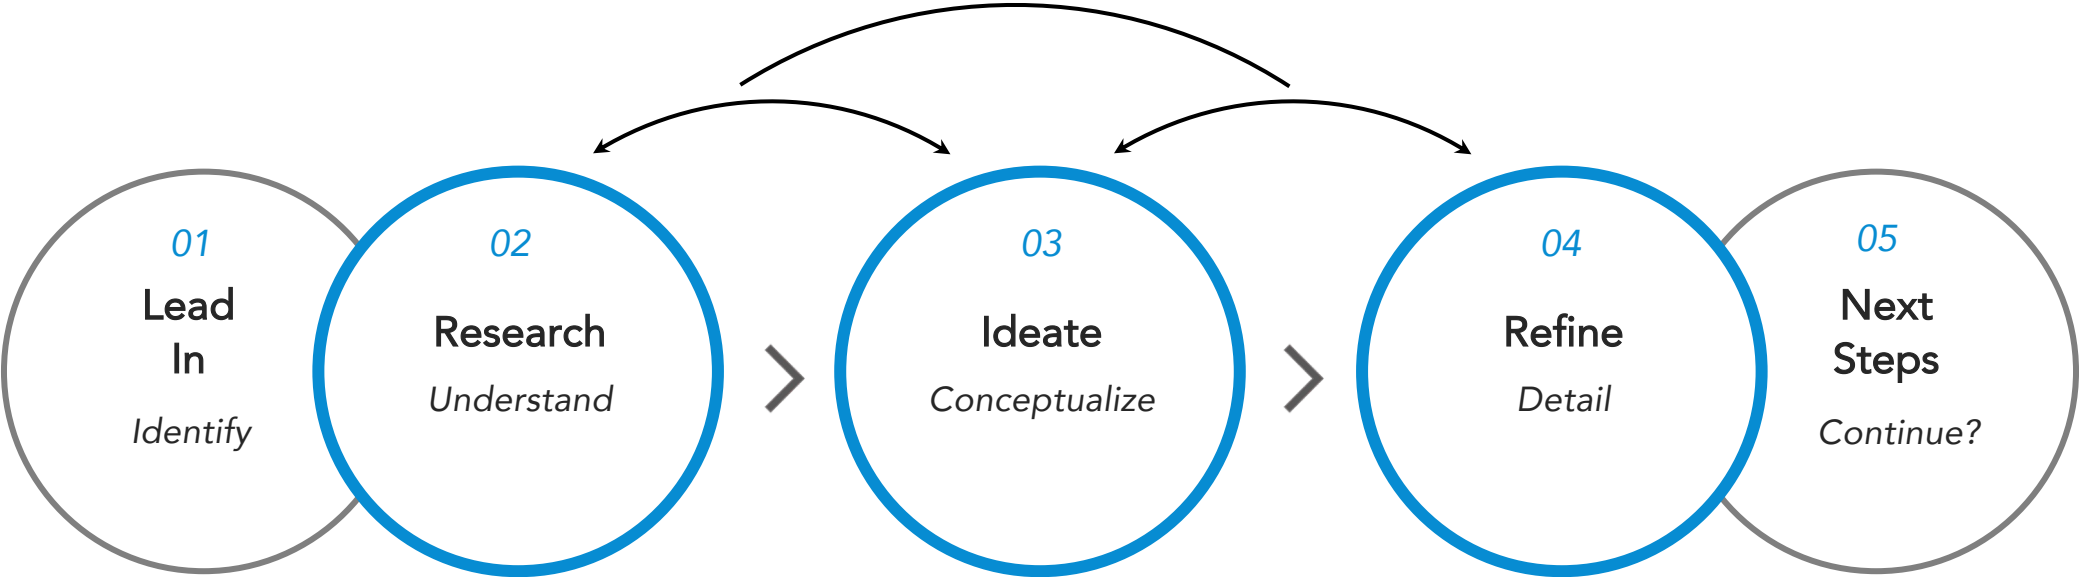 01
Lead
In
Identify
02
Research
Understand
03
Ideate
Conceptualize
04
Refine
Detail
05
Next
Steps
Continue?